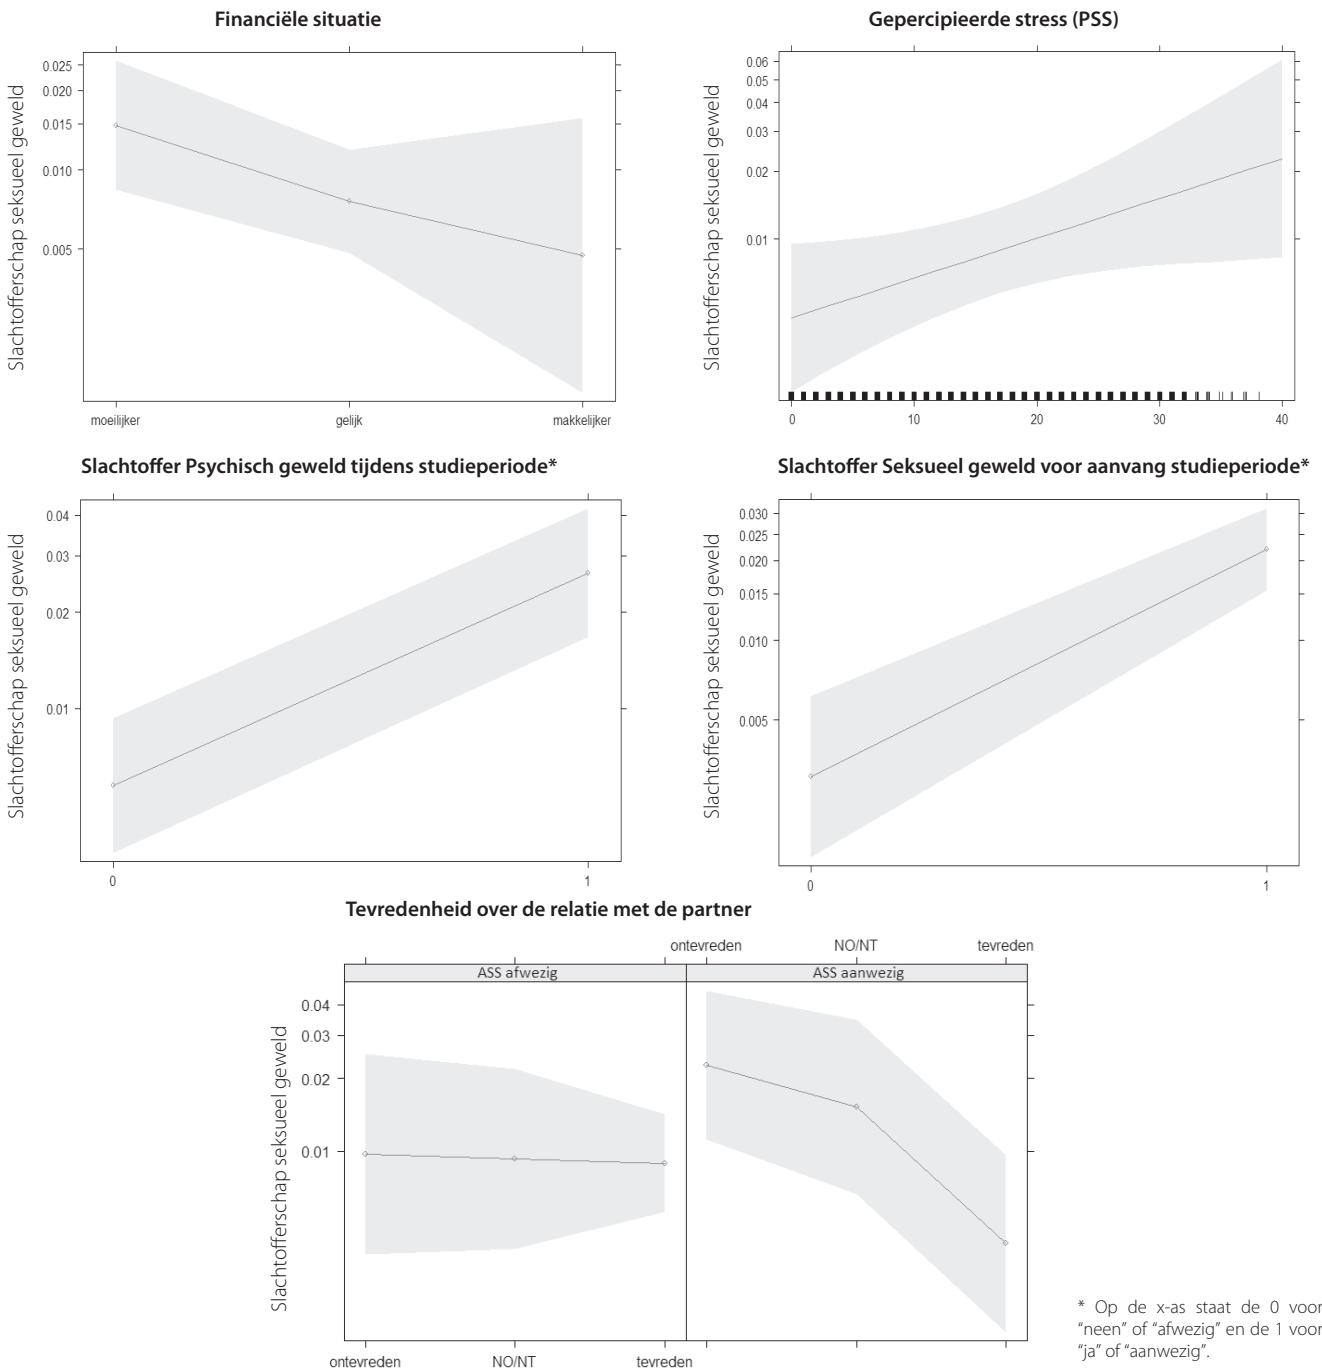 Financiële situatie
Slachtofferschap seksueel geweld
0.025
0.020
0.015
0.010
0.005
moeilijker gelijk makkelijker
Gepercipieerde stress (PSS)
Slachtofferschap seksueel geweld
0.06
0.05
0.04
0.03
0.02
0.01
0 10 20 30 40
Slachtoffer Psychisch geweld tijdens studieperiode*
Slachtofferschap seksueel geweld
0.04
0.03
0.02
0.01
0 1
Slachtoffer Seksueel geweld voor aanvang studieperiode*
Slachtofferschap seksueel geweld
0.030
0.025
0.020
0.015
0.010
0.005
0 1
Tevredenheid over de relatie met de partner
ontevreden NO/NT tevreden
ASS afwezig ASS aanwezig
Slachtofferschap seksueel geweld
0.04
0.03
0.02
0.01
ontevreden NO/NT tevreden
* Op de x-as staat de 0 voor
“neen” of “afwezig” en de 1 voor
“ja” of “aanwezig”.